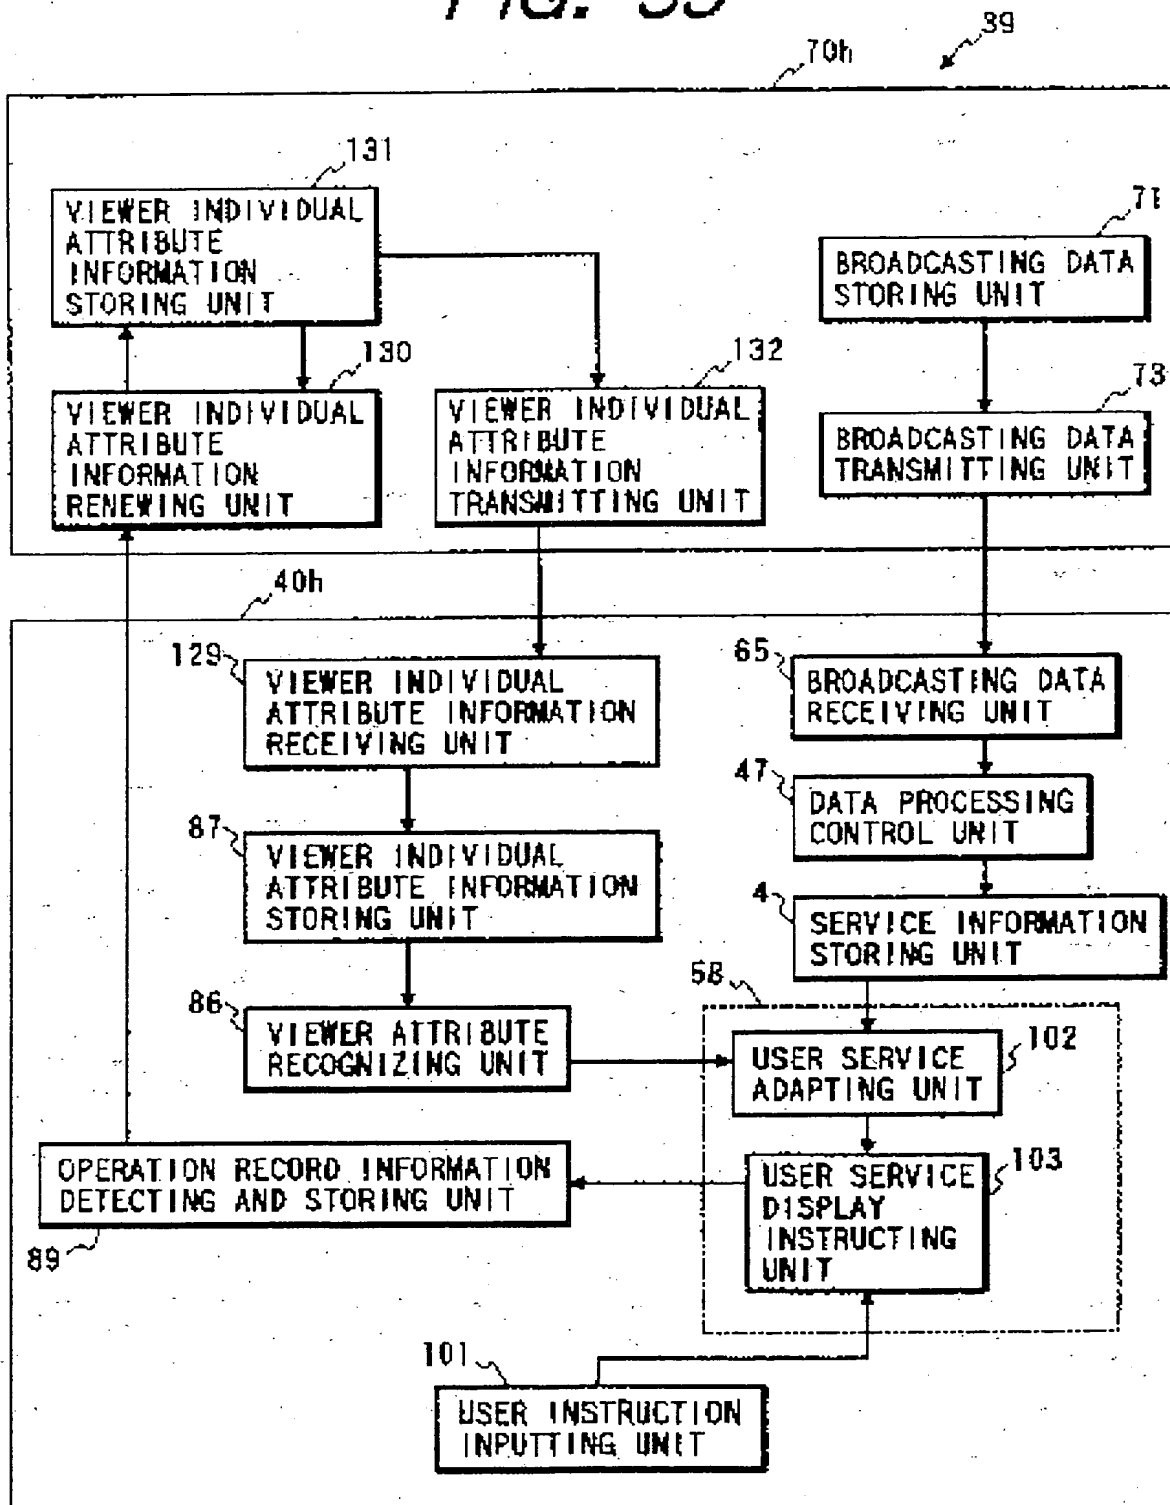 FIG. 35
39
70h
131
VIEWER INDIVIDUAL
ATTRIBUTE
INFORMATION
STORING UNIT
71
BROADCASTING DATA
STORING UNIT
130
VIEWER INDIVIDUAL
ATTRIBUTE
INFORMATION
RENEWING UNIT
132
VIEWER INDIVIDUAL
ATTRIBUTE
INFORMATION
TRANSMITTING UNIT
73
BROADCASTING DATA
TRANSMITTING UNIT
40h
129
VIEWER INDIVIDUAL
ATTRIBUTE INFORMATION
RECEIVING UNIT
65
BROADCASTING DATA
RECEIVING UNIT
47
DATA PROCESSING
CONTROL UNIT
87
VIEWER INDIVIDUAL
ATTRIBUTE INFORMATION
STORING UNIT
4
SERVICE INFORMATION
STORING UNIT
86
VIEWER ATTRIBUTE
RECOGNIZING UNIT
58
102
USER SERVICE
ADAPTING UNIT
OPERATION RECORD INFORMATION
DETECTING AND STORING UNIT
89
103
USER SERVICE
DISPLAY
INSTRUCTING
UNIT
101
USER INSTRUCTION
INPUTTING UNIT